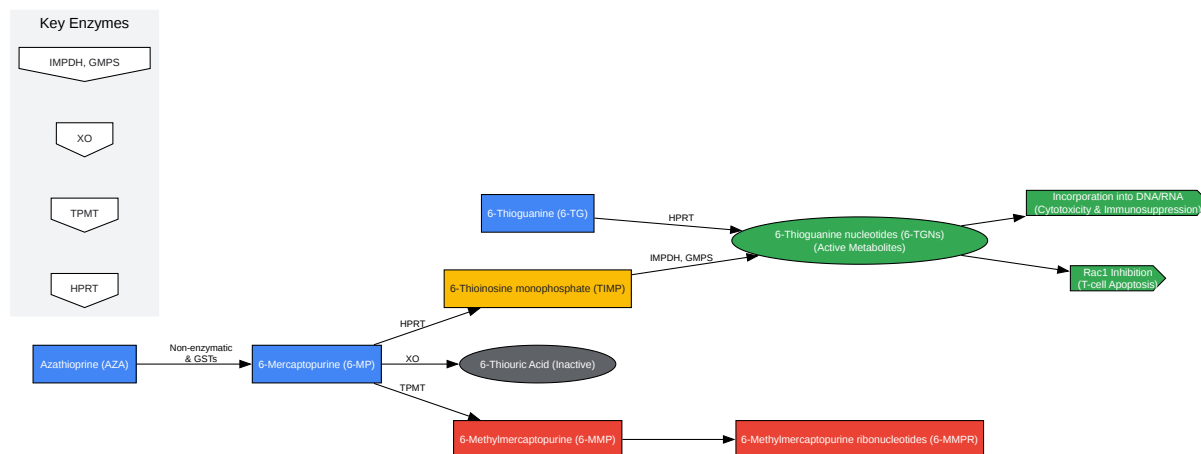 Key Enzymes
IMPDH, GMPS
XO
TPMT
HPRT
Azathioprine (AZA)
Non-enzymatic
& GSTs
6-Mercaptopurine (6-MP)
HPRT
XO
TPMT
6-Thioguanine (6-TG)
6-Thioinosine monophosphate (TIMP)
6-Thiouric Acid (Inactive)
6-Methylmercaptopurine (6-MMP)
HPRT
IMPDH, GMPS
6-Thioguanine nucleotides (6-TGNs)
(Active Metabolites)
6-Methylmercaptopurine ribonucleotides (6-MMPR)
Incorporation into DNA/RNA
(Cytotoxicity & Immunosuppression)
Rac1 Inhibition
(T-cell Apoptosis)